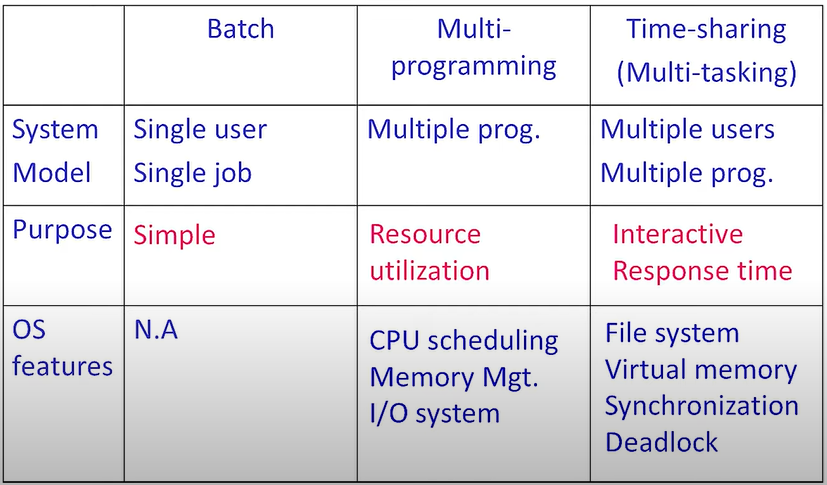 Batch
Multi-
programming
Time-sharing
(Multi-tasking)
System
Model
Single user
Single job
Multiple prog.
Multiple users
Multiple prog.
Purpose
Simple
Resource
utilization
Interactive
Response time
OS
features
N.A
CPU scheduling
Memory Mgt.
I/O system
File system
Virtual memory
Synchronization
Deadlock